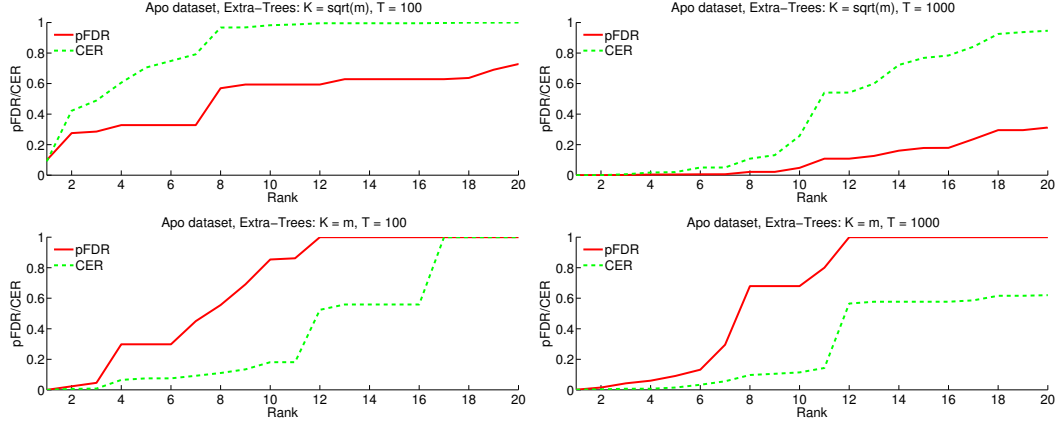 Apo dataset, Extra-Trees: K = sqrt(m), T = 100
1
0.8
0.6
0.4
0.2
0
pFDR/CER
pFDR
CER
2 4 6 8 10 12 14 16 18 20
Rank
Apo dataset, Extra-Trees: K = sqrt(m), T = 1000
1
0.8
0.6
0.4
0.2
0
pFDR/CER
pFDR
CER
2 4 6 8 10 12 14 16 18 20
Rank
Apo dataset, Extra-Trees: K = m, T = 100
1
0.8
0.6
0.4
0.2
0
pFDR/CER
pFDR
CER
2 4 6 8 10 12 14 16 18 20
Rank
Apo dataset, Extra-Trees: K = m, T = 1000
1
0.8
0.6
0.4
0.2
0
pFDR/CER
pFDR
CER
2 4 6 8 10 12 14 16 18 20
Rank